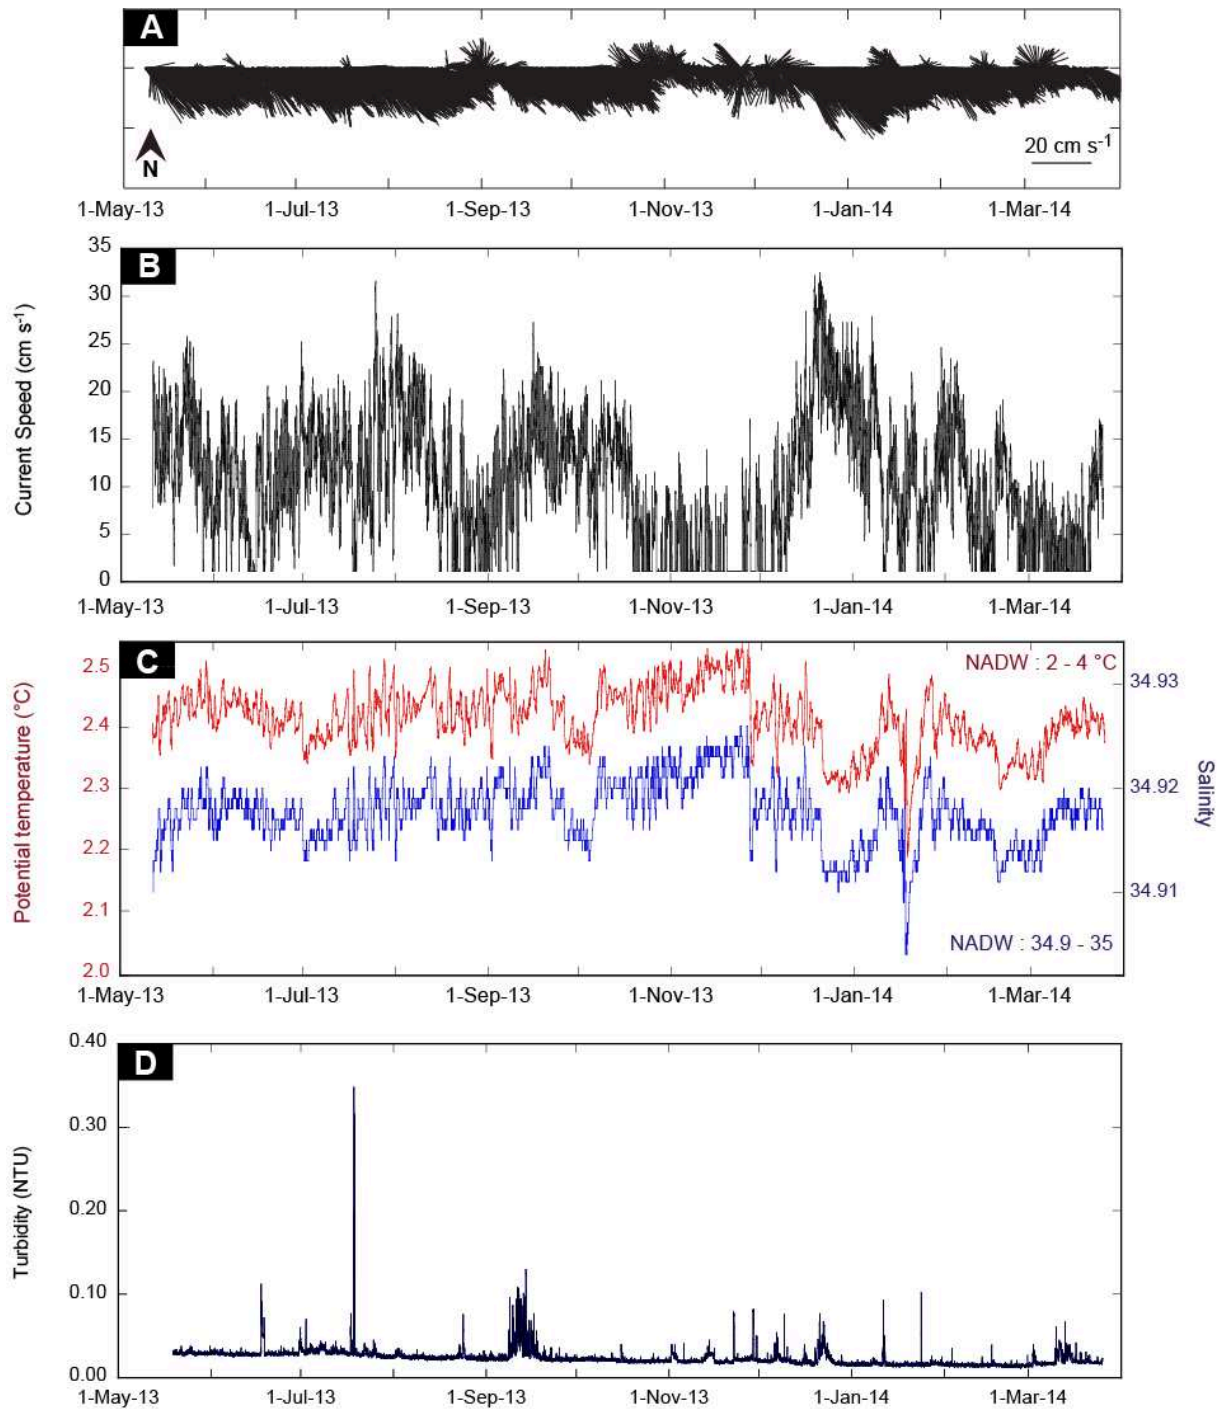 A
N
20 cm s-1
1-May-13 1-Jul-13 1-Sep-13 1-Nov-13 1-Jan-14 1-Mar-14
B
Current Speed (cm s-1)
35
30
25
20
15
10
5
0
1-May-13 1-Jul-13 1-Sep-13 1-Nov-13 1-Jan-14 1-Mar-14
C
Potential temperature (°C)
2.5
2.4
2.3
2.2
2.1
2.0
NADW : 2 - 4 °C
34.93
34.92
34.91
Salinity
NADW : 34.9 - 35
1-May-13 1-Jul-13 1-Sep-13 1-Nov-13 1-Jan-14 1-Mar-14
D
Turbidity (NTU)
0.40
0.30
0.20
0.10
0.00
1-May-13 1-Jul-13 1-Sep-13 1-Nov-13 1-Jan-14 1-Mar-14